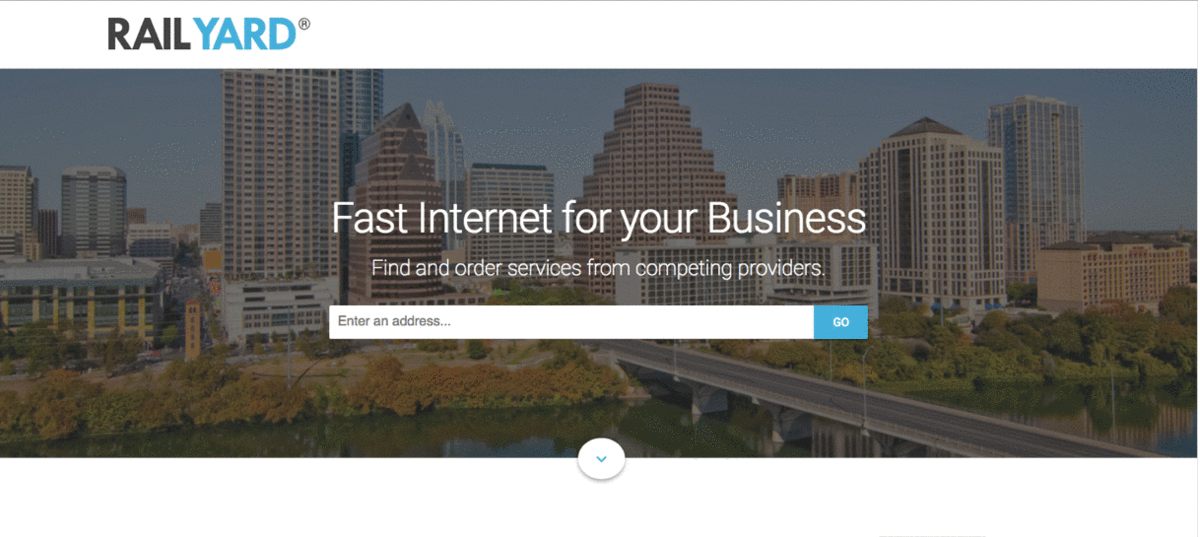 RAILYARD®
Fast Internet for your Business
Find and order services from competing providers.
Enter an address...
GO